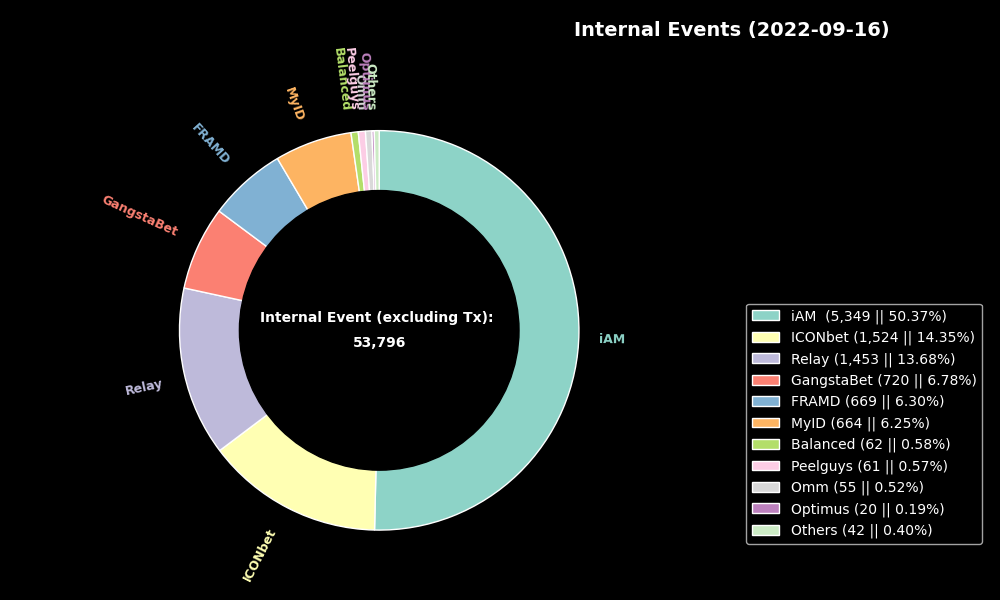 Internal Events (2022-09-16)
Others
Optimus
Omm
Peelguys
Balanced
MyID
FRAMD
GangstaBet
Relay
ICONbet
iAM
Internal Event (excluding Tx):
53,796
iAM  (5,349 || 50.37%)
ICONbet (1,524 || 14.35%)
Relay (1,453 || 13.68%)
GangstaBet (720 || 6.78%)
FRAMD (669 || 6.30%)
MyID (664 || 6.25%)
Balanced (62 || 0.58%)
Peelguys (61 || 0.57%)
Omm (55 || 0.52%)
Optimus (20 || 0.19%)
Others (42 || 0.40%)